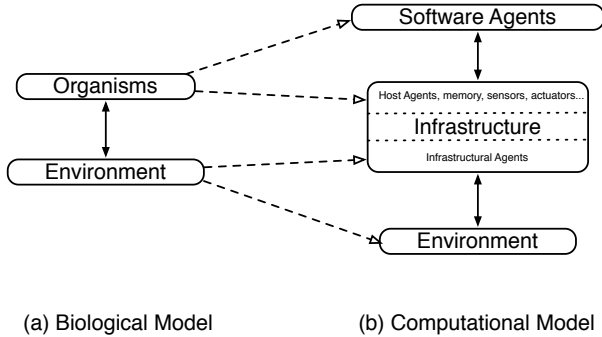 Software Agents
Organisms
Host Agents, memory, sensors, actuators...
Infrastructure
Environment
Infrastructural Agents
Environment
(a) Biological Model
(b) Computational Model